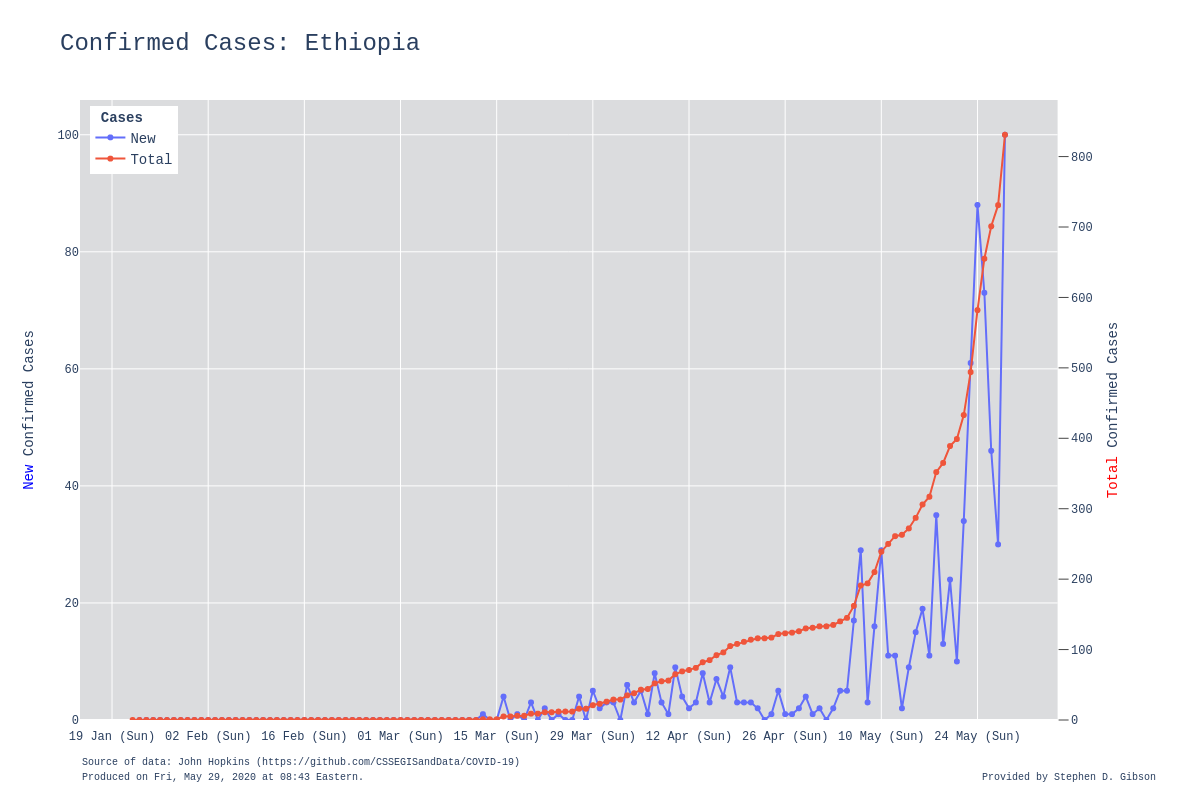 Confirmed Cases: Ethiopia
Cases
New
Total
100
80
60
40
20
0
800
700
600
500
400
300
200
100
0
New Confirmed Cases
Total Confirmed Cases
19 Jan (Sun) 02 Feb (Sun) 16 Feb (Sun) 01 Mar (Sun) 15 Mar (Sun) 29 Mar (Sun) 12 Apr (Sun) 26 Apr (Sun) 10 May (Sun) 24 May (Sun)
Source of data: John Hopkins (https://github.com/CSSEGISandData/COVID-19)
Produced on Fri, May 29, 2020 at 08:43 Eastern.
Provided by Stephen D. Gibson